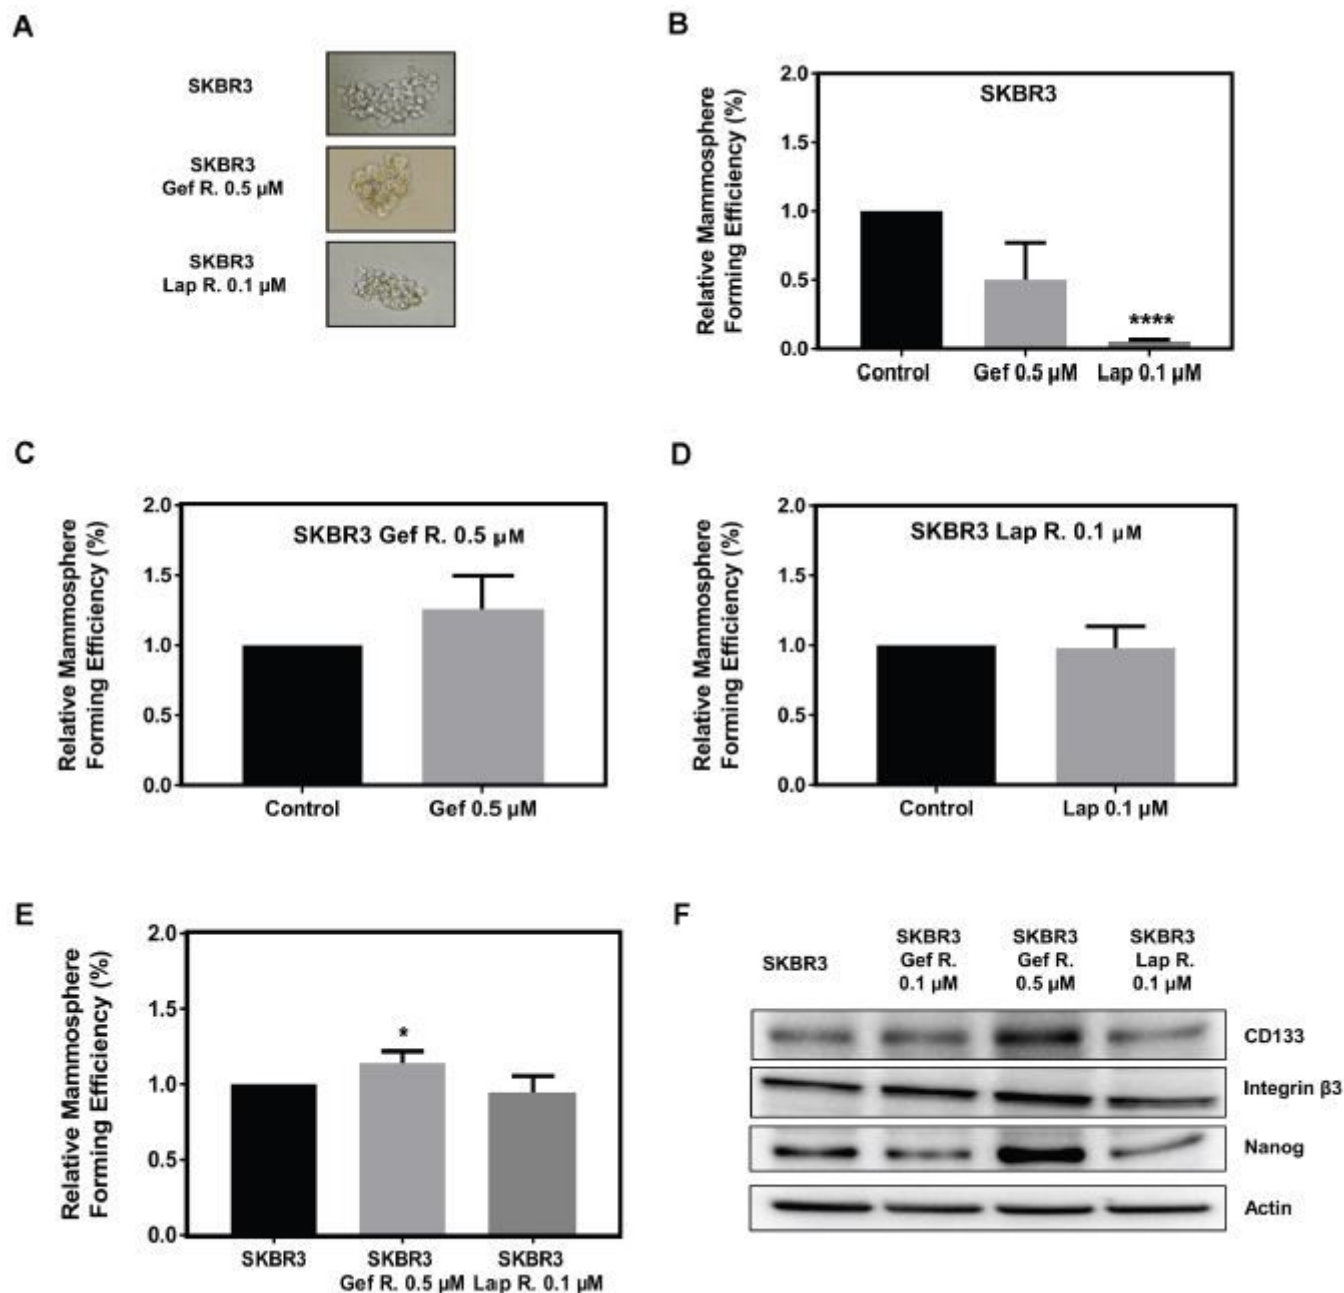 A
SKBR3
SKBR3
Gef R. 0.5 µM
SKBR3
Lap R. 0.1 µM
B
Relative Mammosphere
Forming Efficiency (%)
2.0
1.5
1.0
0.5
0.0
SKBR3
****
Control
Gef 0.5 µM
Lap 0.1 µM
C
Relative Mammosphere
Forming Efficiency (%)
2.0
1.5
1.0
0.5
0.0
SKBR3 Gef R. 0.5 µM
Control
Gef 0.5 µM
D
Relative Mammosphere
Forming Efficiency (%)
2.0
1.5
1.0
0.5
0.0
SKBR3 Lap R. 0.1 µM
Control
Lap 0.1 µM
E
Relative Mammosphere
Forming Efficiency (%)
2.0
1.5
1.0
0.5
0.0
*
SKBR3
SKBR3
Gef R. 0.5 µM
SKBR3
Lap R. 0.1 µM
F
SKBR3
SKBR3
Gef R.
0.1 µM
SKBR3
Gef R.
0.5 µM
SKBR3
Lap R.
0.1 µM
CD133
Integrin β3
Nanog
Actin